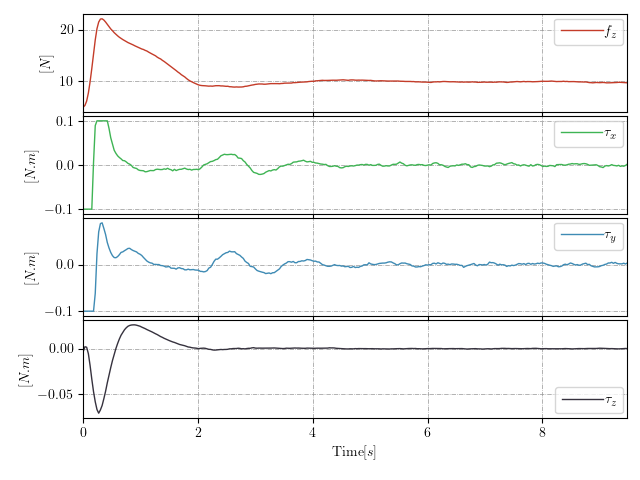 20
10
[N]
f_z
0.1
0.0
−0.1
[N.m]
τ_x
0.0
−0.1
[N.m]
τ_y
0.00
−0.05
[N.m]
τ_z
0 2 4 6 8
Time[s]